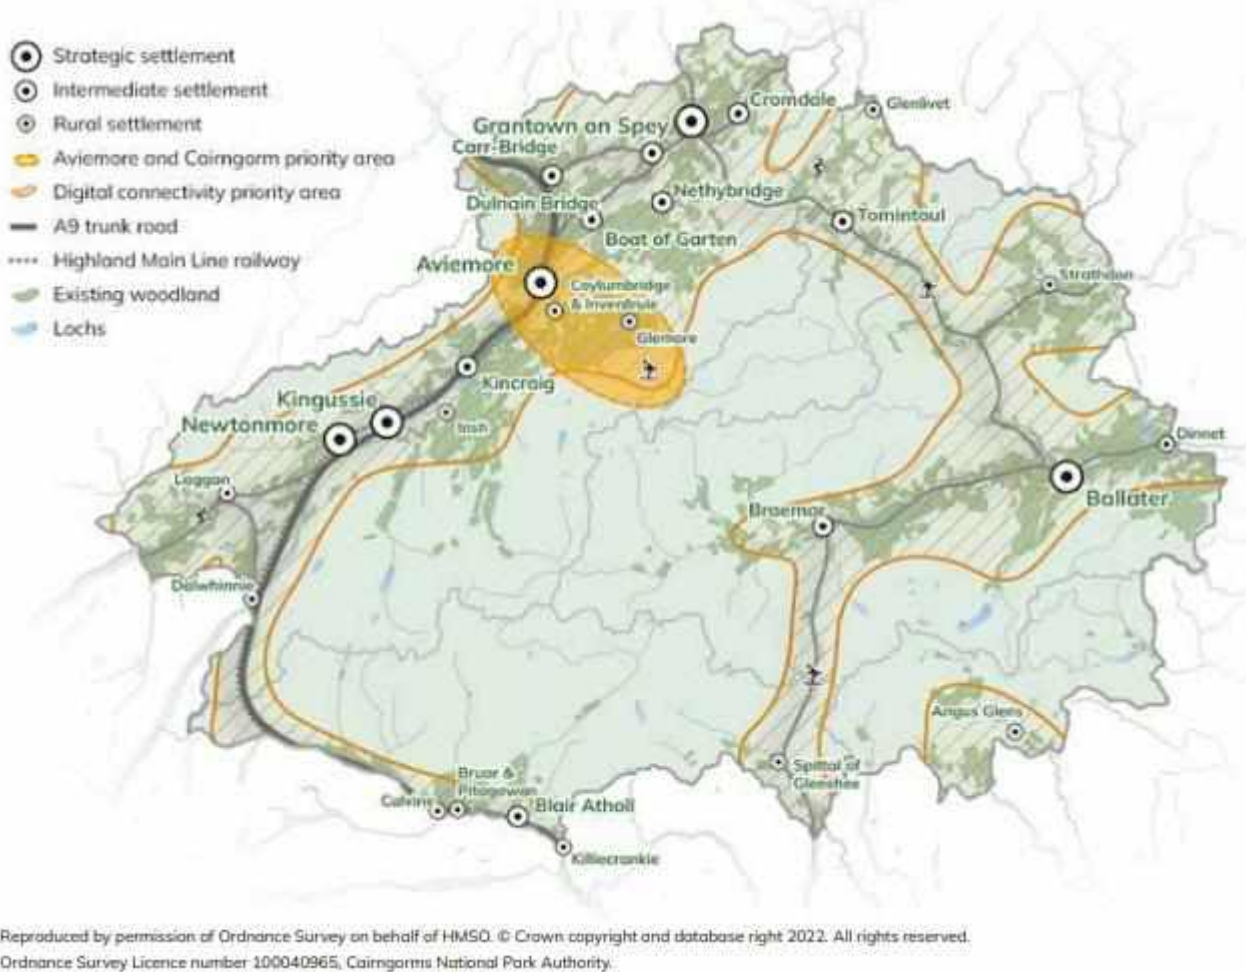 Strategic settlement
Intermediate settlement
Rural settlement
Aviemore and Cairngorm priority area
Digital connectivity priority area
A9 trunk road
Highland Main Line railway
Existing woodland
Lochs
Cromdale
Glenlivet
Grantown on Spey
Carr-Bridge
Nethybridge
Dulnain Bridge
Tomintoul
Boat of Garten
Aviemore
Strathdon
Coylumbridge
& Inverdruie
Glenmore
Kincraig
Kingussie
Newtonmore
Insh
Dinnet
Laggan
Ballater
Braemar
Dalwhinnie
Angus Glens
Spittal of
Glenshee
Bruar &
Pitagowan
Calvine
Blair Atholl
Killiecrankie
Reproduced by permission of Ordnance Survey on behalf of HMSO. © Crown copyright and database right 2022. All rights reserved.
Ordnance Survey Licence number 100040965, Cairngorms National Park Authority.